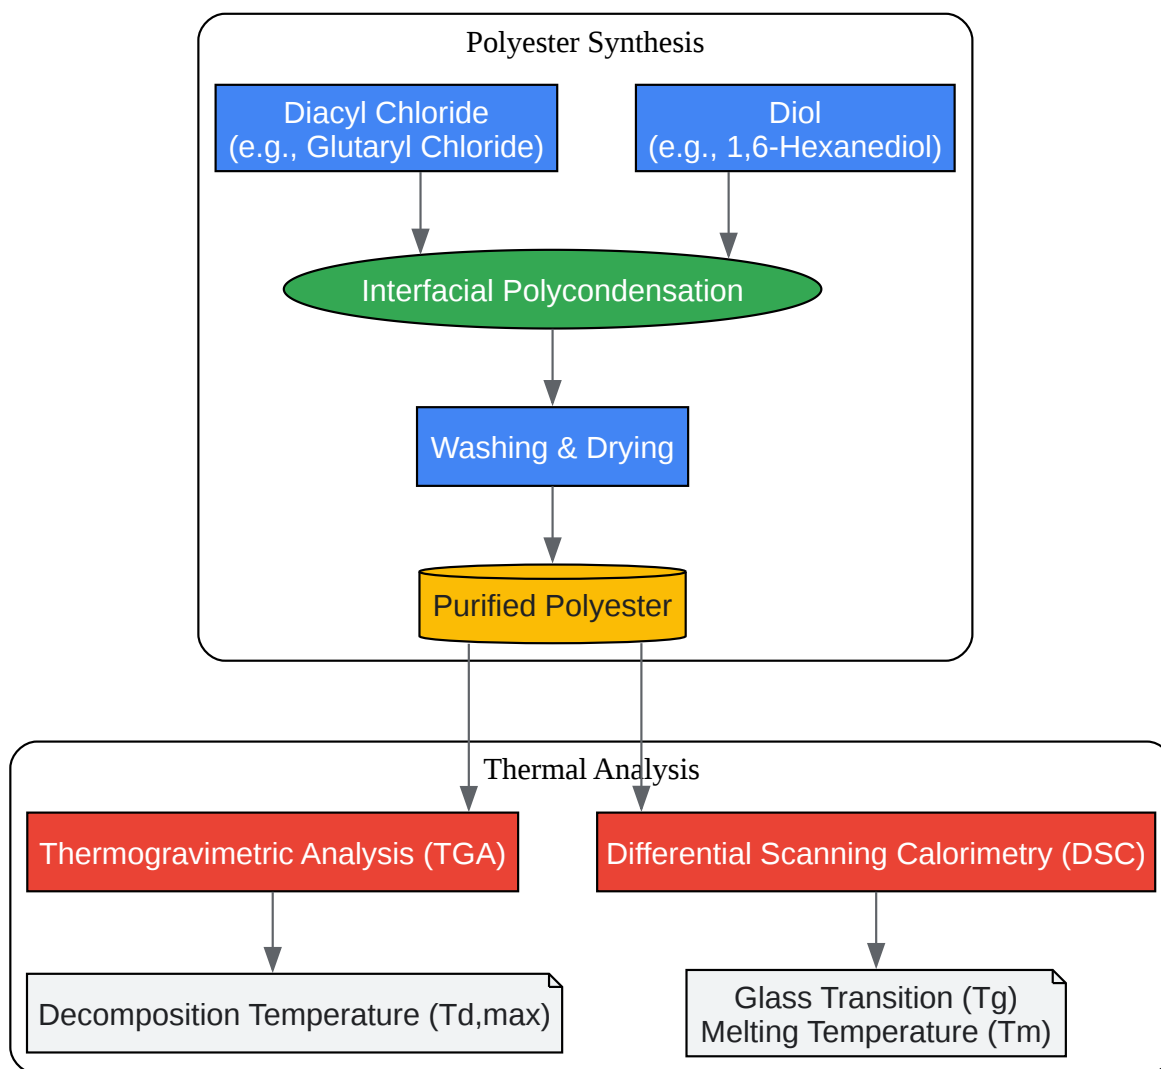 Polyester Synthesis
Diacyl Chloride
(e.g., Glutaryl Chloride)
Diol
(e.g., 1,6-Hexanediol)
Interfacial Polycondensation
Washing & Drying
Purified Polyester
Thermal Analysis
Thermogravimetric Analysis (TGA)
Differential Scanning Calorimetry (DSC)
Decomposition Temperature (Td,max)
Glass Transition (Tg)
Melting Temperature (Tm)